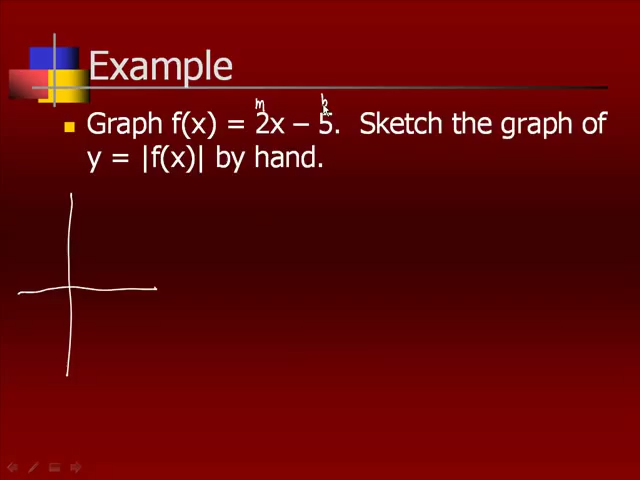 Example
m b
Graph f(x) = 2x – 5. Sketch the graph of
y = |f(x)| by hand.